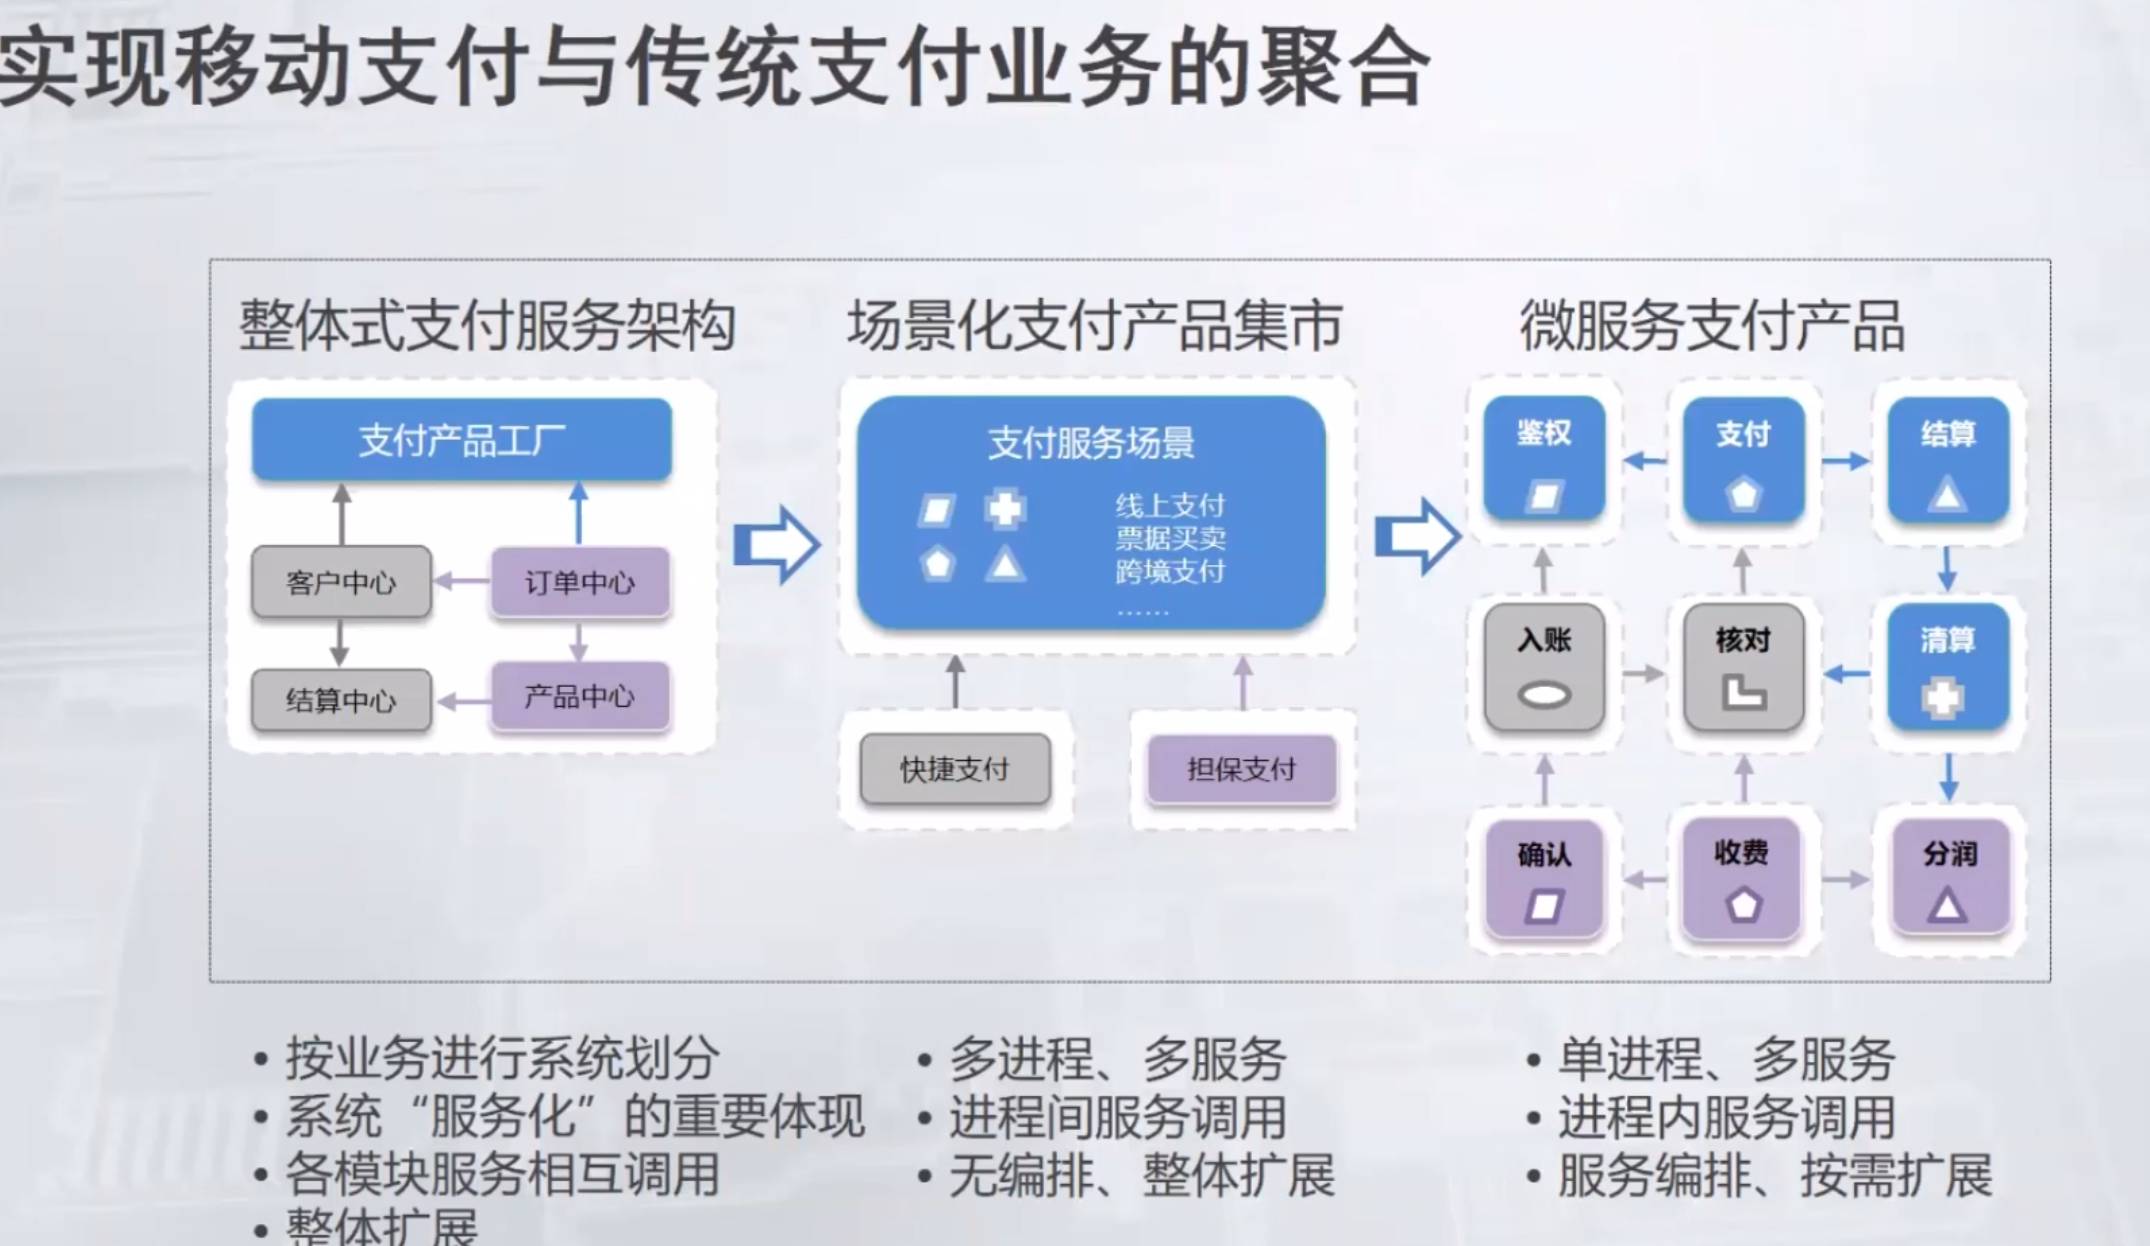 实现移动支付与传统支付业务的聚合
整体式支付服务架构
支付产品工厂
客户中心
订单中心
结算中心
产品中心
场景化支付产品集市
支付服务场景
线上支付
票据买卖
跨境支付
......
快捷支付
担保支付
微服务支付产品
鉴权
支付
结算
入账
核对
清算
确认
收费
分润
• 按业务进行系统划分
• 系统“服务化”的重要体现
• 各模块服务相互调用
• 整体扩展
• 多进程、多服务
• 进程间服务调用
• 无编排、整体扩展
• 单进程、多服务
• 进程内服务调用
• 服务编排、按需扩展